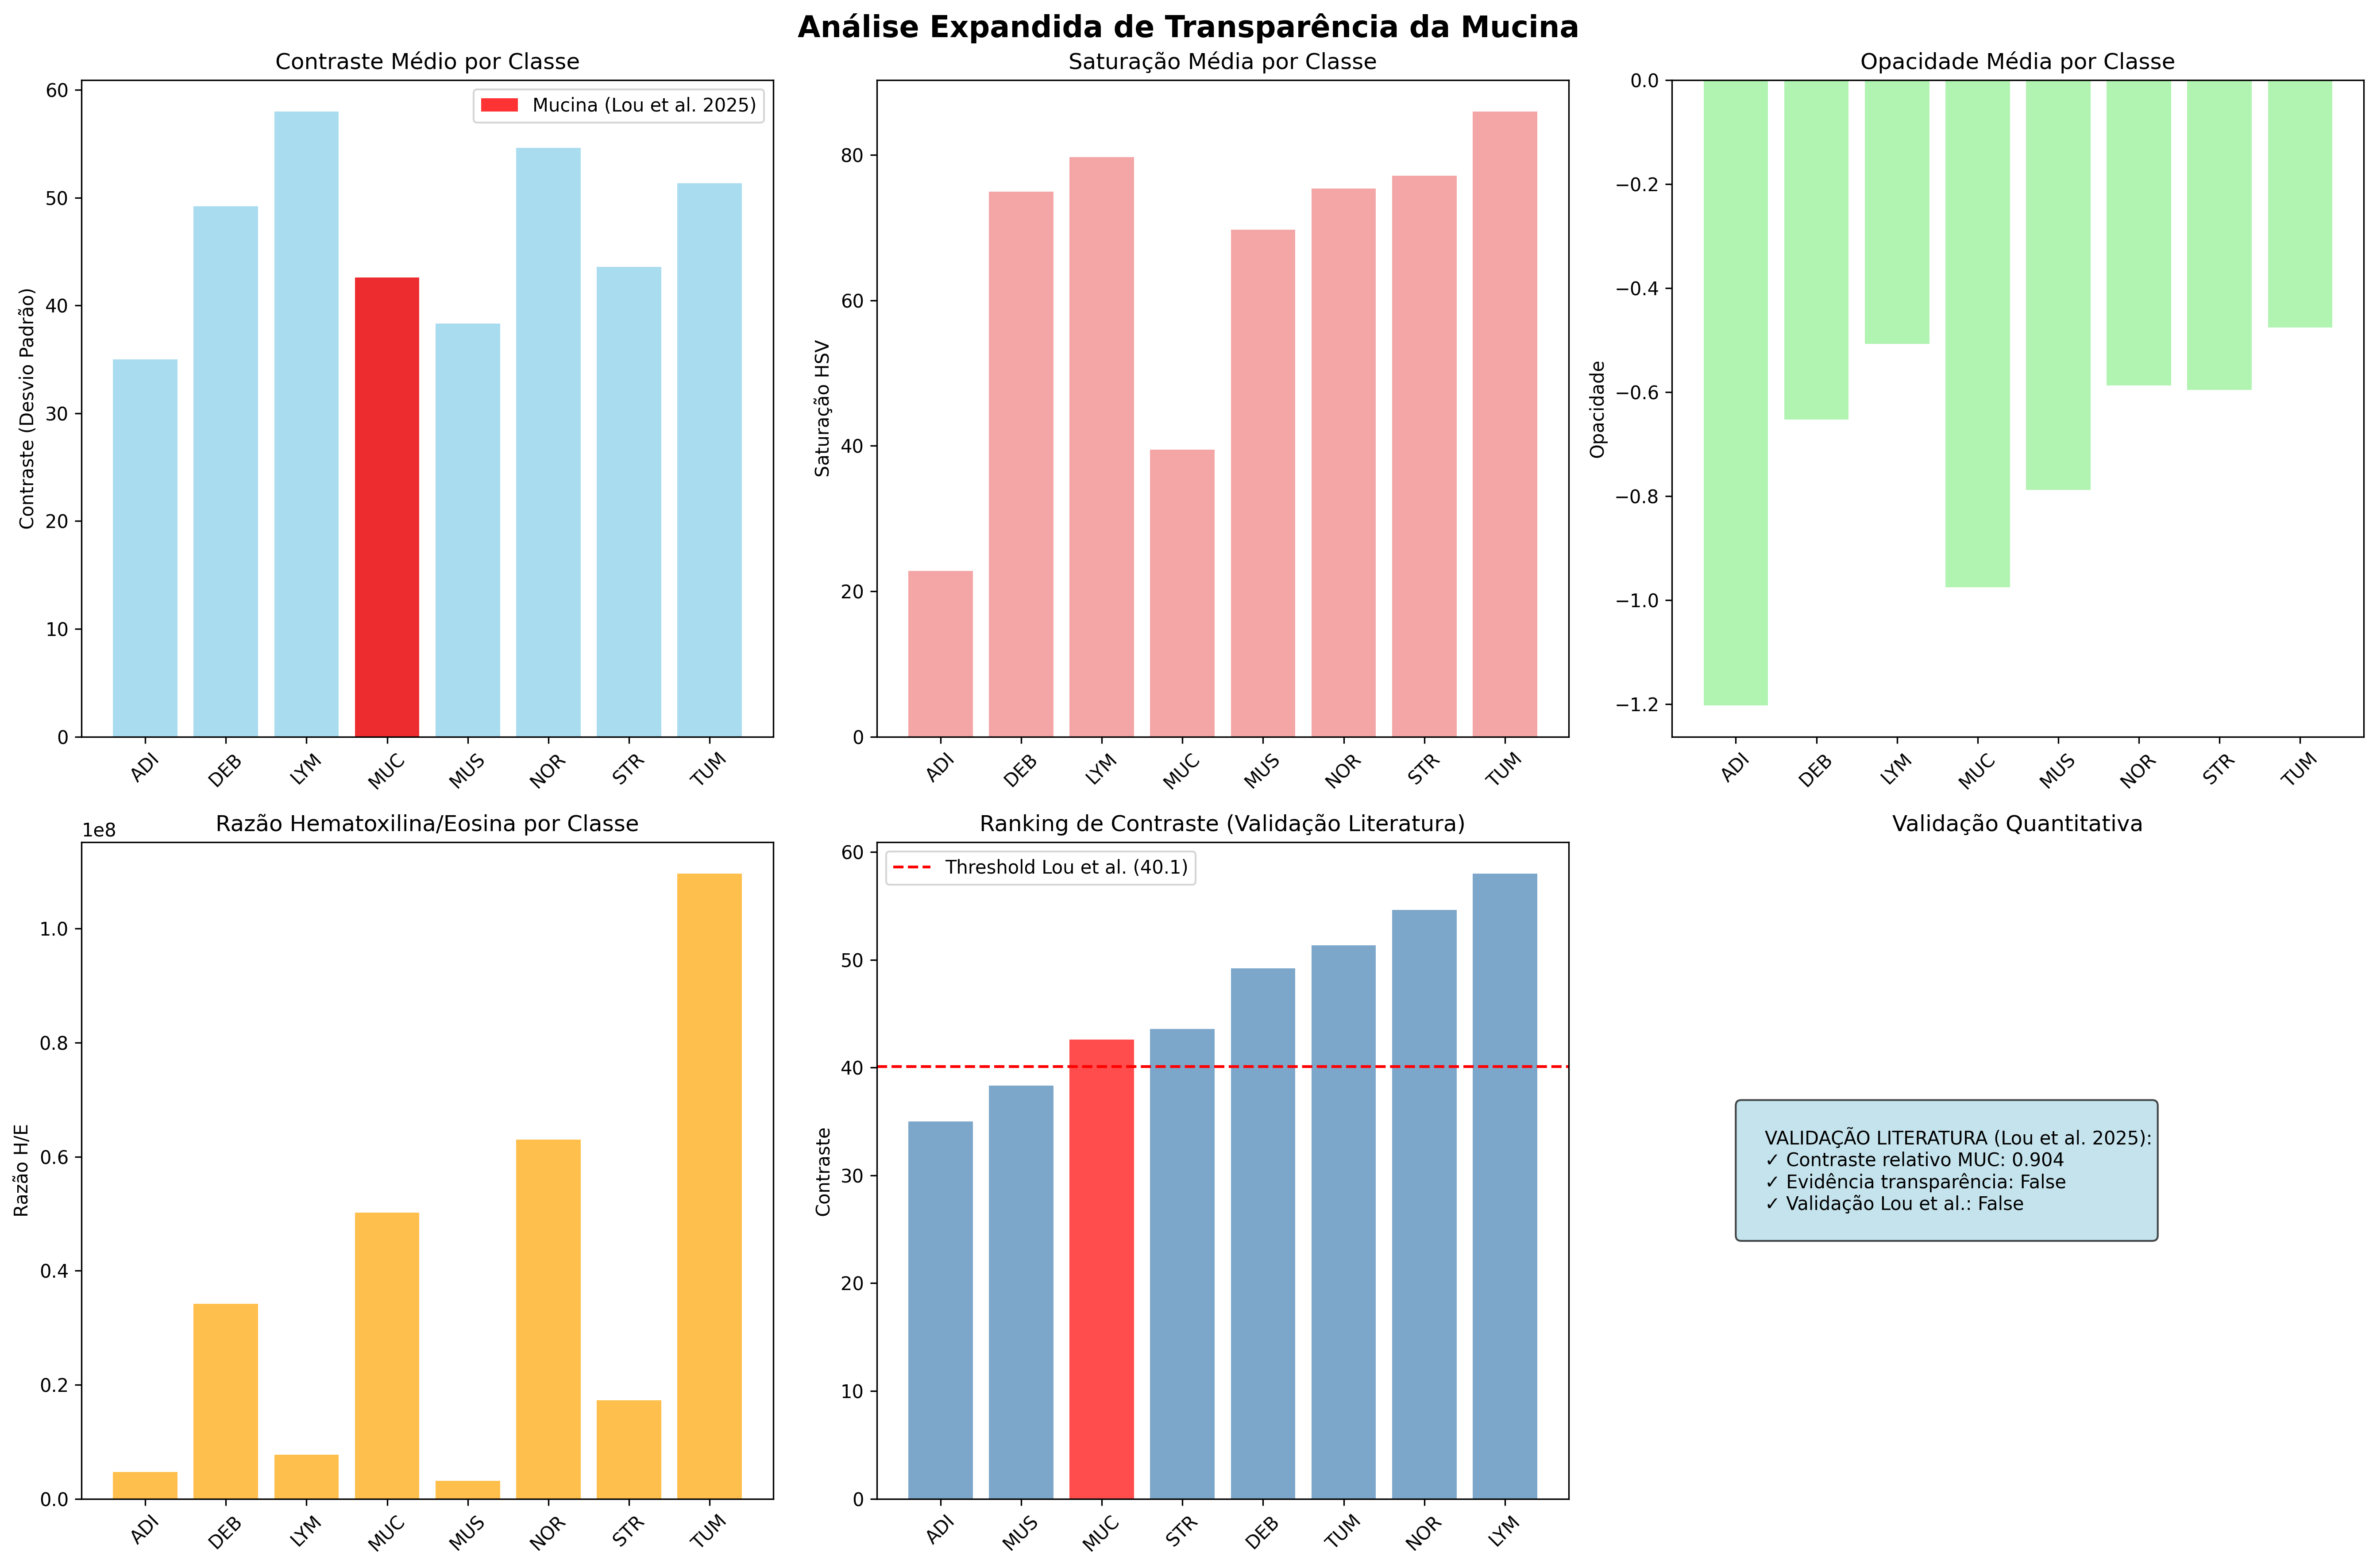 Análise Expandida de Transparência da Mucina
Contraste Médio por Classe
Contraste (Desvio Padrão)
60
50
40
30
20
10
0
Mucina (Lou et al. 2025)
ADI
DEB
LYM
MUC
MUS
NOR
STR
TUM
Saturação Média por Classe
Saturação HSV
80
60
40
20
0
ADI
DEB
LYM
MUC
MUS
NOR
STR
TUM
Opacidade Média por Classe
Opacidade
0.0
−0.2
−0.4
−0.6
−0.8
−1.0
−1.2
ADI
DEB
LYM
MUC
MUS
NOR
STR
TUM
Razão Hematoxilina/Eosina por Classe
1e8
Razão H/E
1.0
0.8
0.6
0.4
0.2
0.0
ADI
DEB
LYM
MUC
MUS
NOR
STR
TUM
Ranking de Contraste (Validação Literatura)
Contraste
60
50
40
30
20
10
0
Threshold Lou et al. (40.1)
ADI
MUS
MUC
STR
DEB
TUM
NOR
LYM
Validação Quantitativa
VALIDAÇÃO LITERATURA (Lou et al. 2025):
✓ Contraste relativo MUC: 0.904
✓ Evidência transparência: False
✓ Validação Lou et al.: False